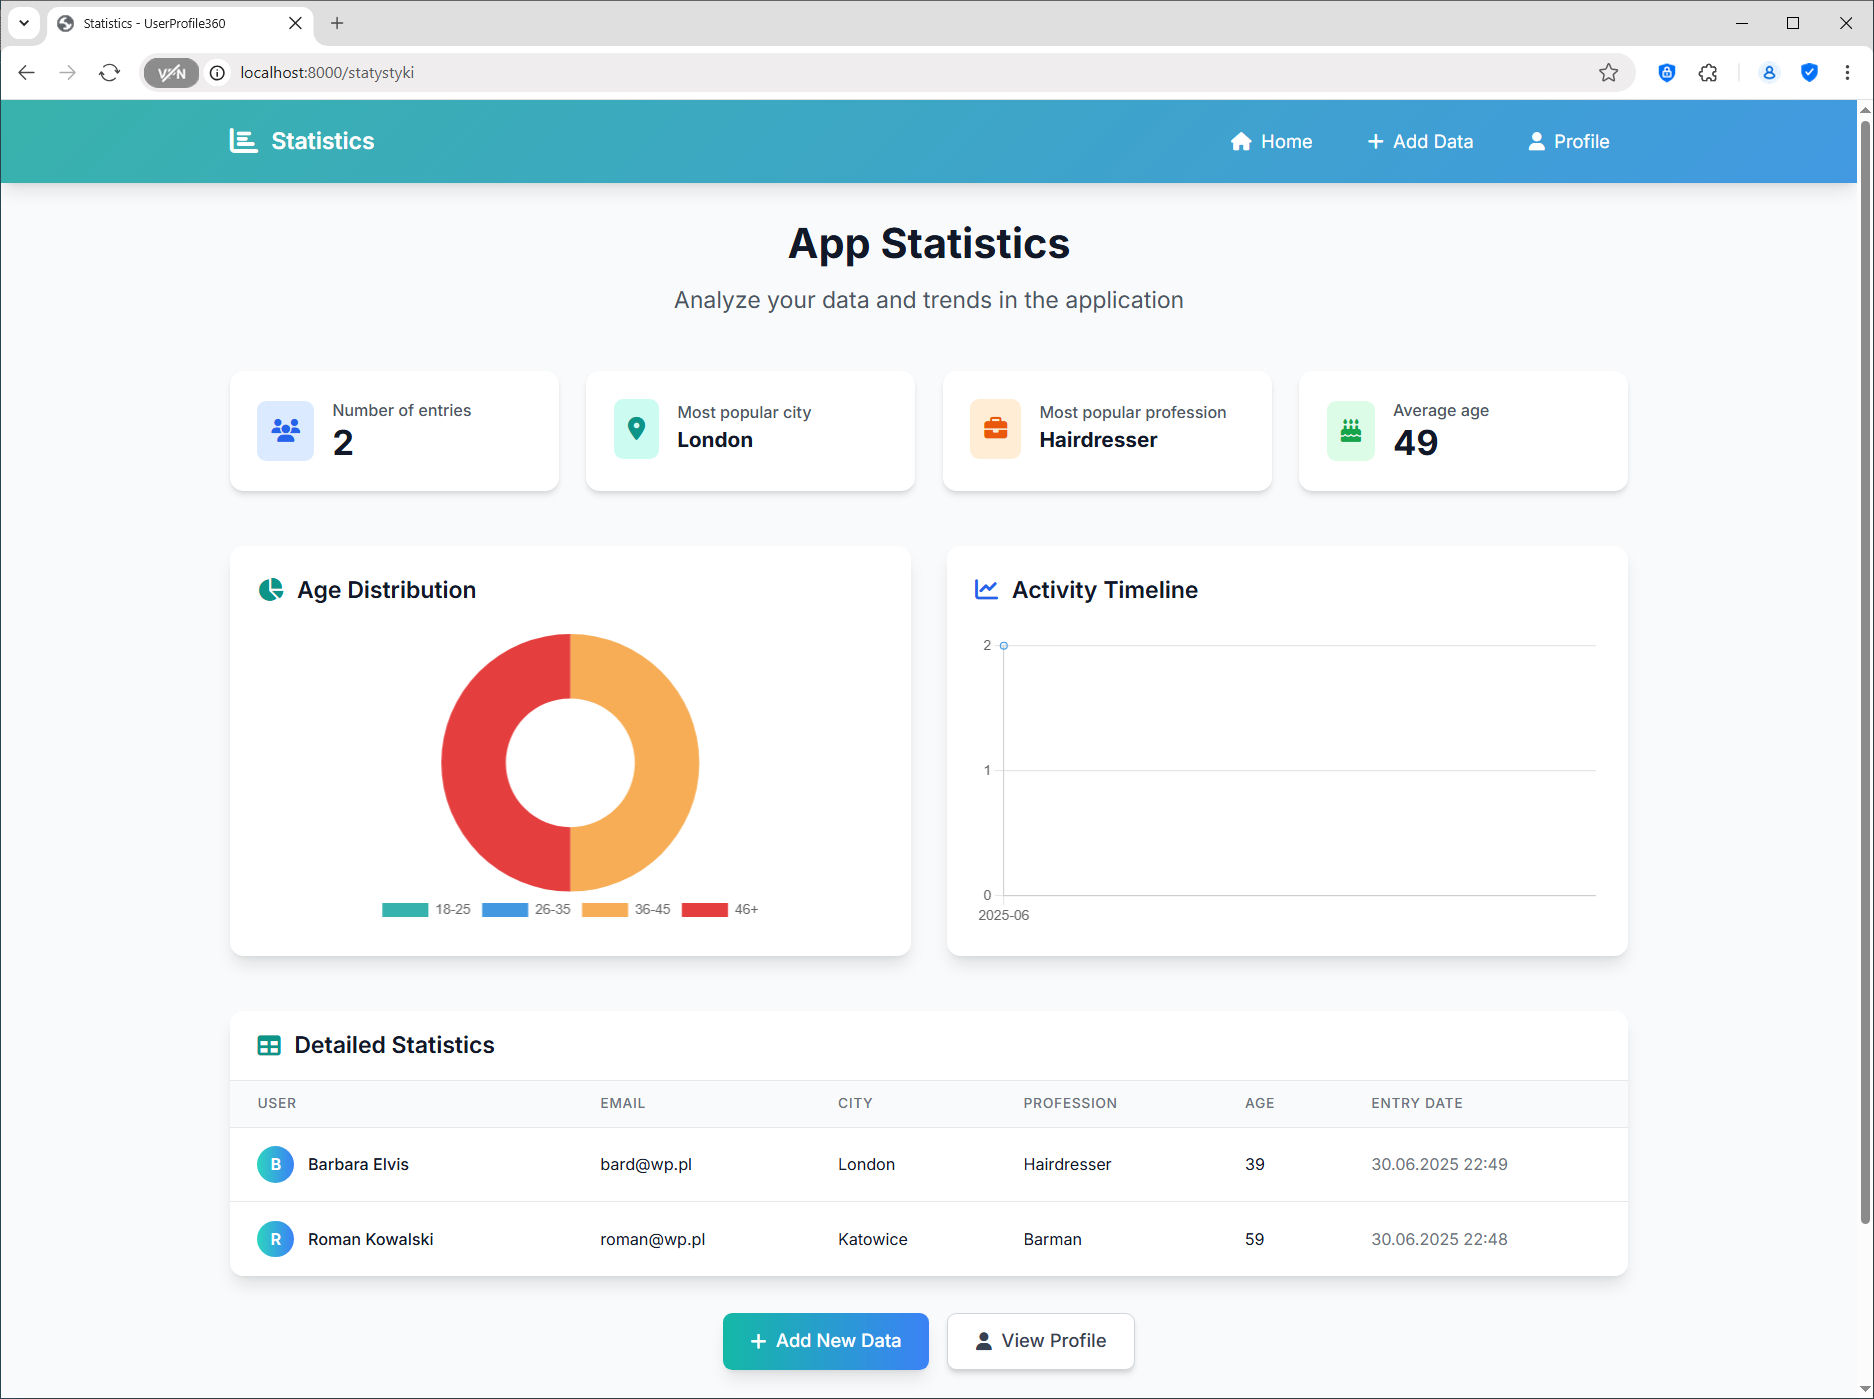 Statistics - UserProfile360
VPN
localhost:8000/statystyki
Statistics
Home
Add Data
Profile
App Statistics
Analyze your data and trends in the application
Number of entries
2
Most popular city
London
Most popular profession
Hairdresser
Average age
49
Age Distribution
18-25 26-35 36-45 46+
Activity Timeline
2
1
0
2025-06
Detailed Statistics
USER EMAIL CITY PROFESSION AGE ENTRY DATE
B Barbara Elvis bard@wp.pl London Hairdresser 39 30.06.2025 22:49
R Roman Kowalski roman@wp.pl Katowice Barman 59 30.06.2025 22:48
Add New Data
View Profile